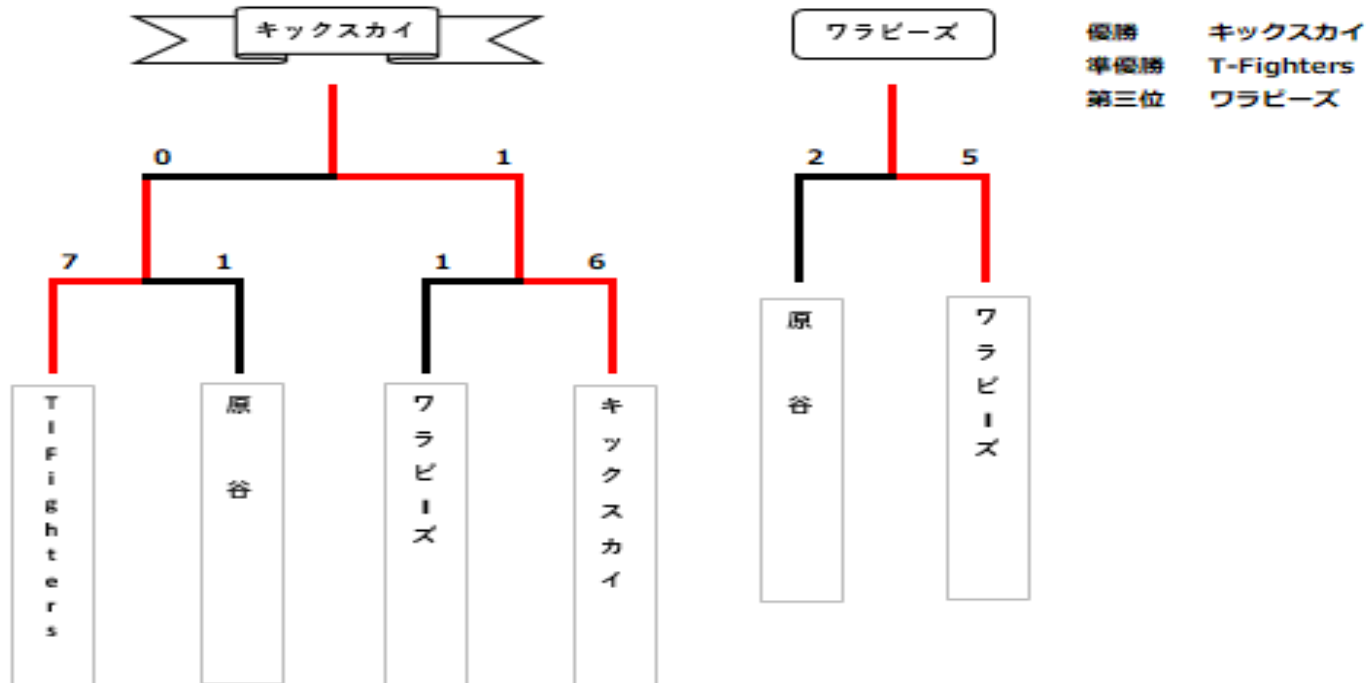 キックスカイ
ワラビーズ
優勝 キックスカイ
準優勝 T-Fighters
第三位 ワラビーズ
0 1
2 5
7 1 1 6
T-Fighters
原谷
ワラビーズ
キックスカイ
原谷
ワラビーズ